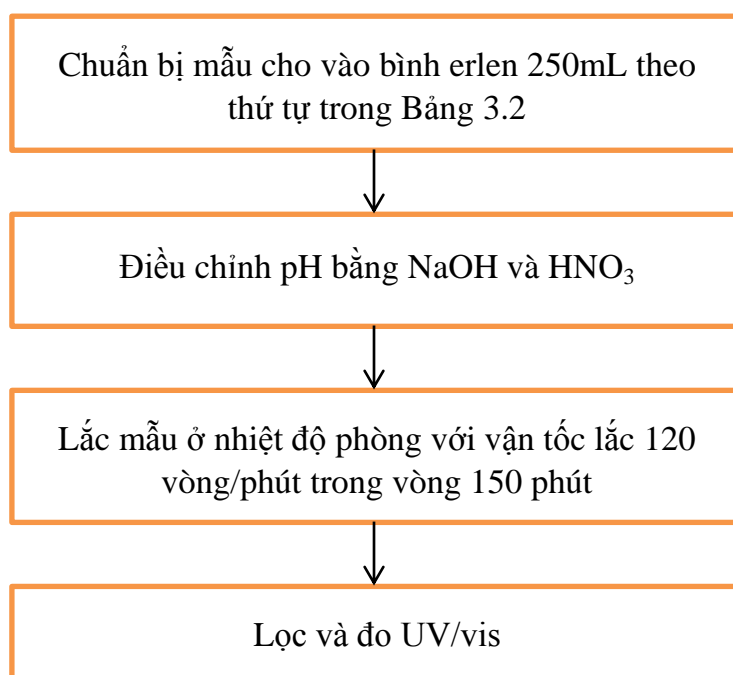 Chuẩn bị mẫu cho vào bình erlen 250mL theo
thứ tự trong Bảng 3.2
Điều chỉnh pH bằng NaOH và HNO₃
Lắc mẫu ở nhiệt độ phòng với vận tốc lắc 120
vòng/phút trong vòng 150 phút
Lọc và đo UV/vis